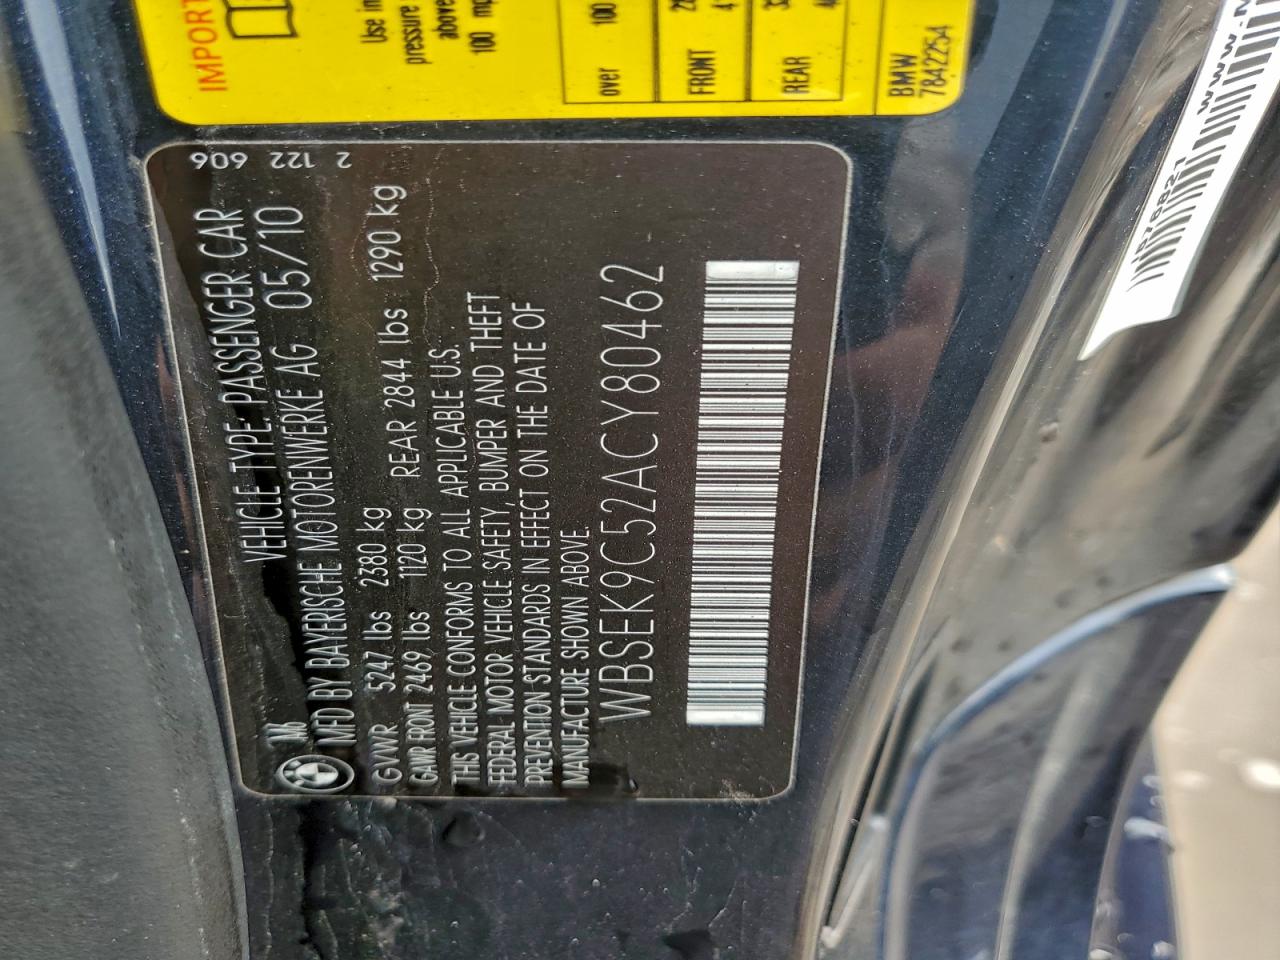 IMPORT
Use in
pressure
above
100 mp
over 100
FRONT
REAR
BMW
7842254
2 122 606
VEHICLE TYPE: PASSENGER CAR
MFD BY BAYERISCHE MOTORENWERKE AG 05/10
GVWR 5247 lbs 2380 kg
GAWR FRONT 2469 lbs 1120 kg REAR 2844 lbs 1290 kg
THIS VEHICLE CONFORMS TO ALL APPLICABLE U.S.
FEDERAL MOTOR VEHICLE SAFETY, BUMPER AND THEFT
PREVENTION STANDARDS IN EFFECT ON THE DATE OF
MANUFACTURE SHOWN ABOVE.
WBSEK9C52ACY80462
WWW.M